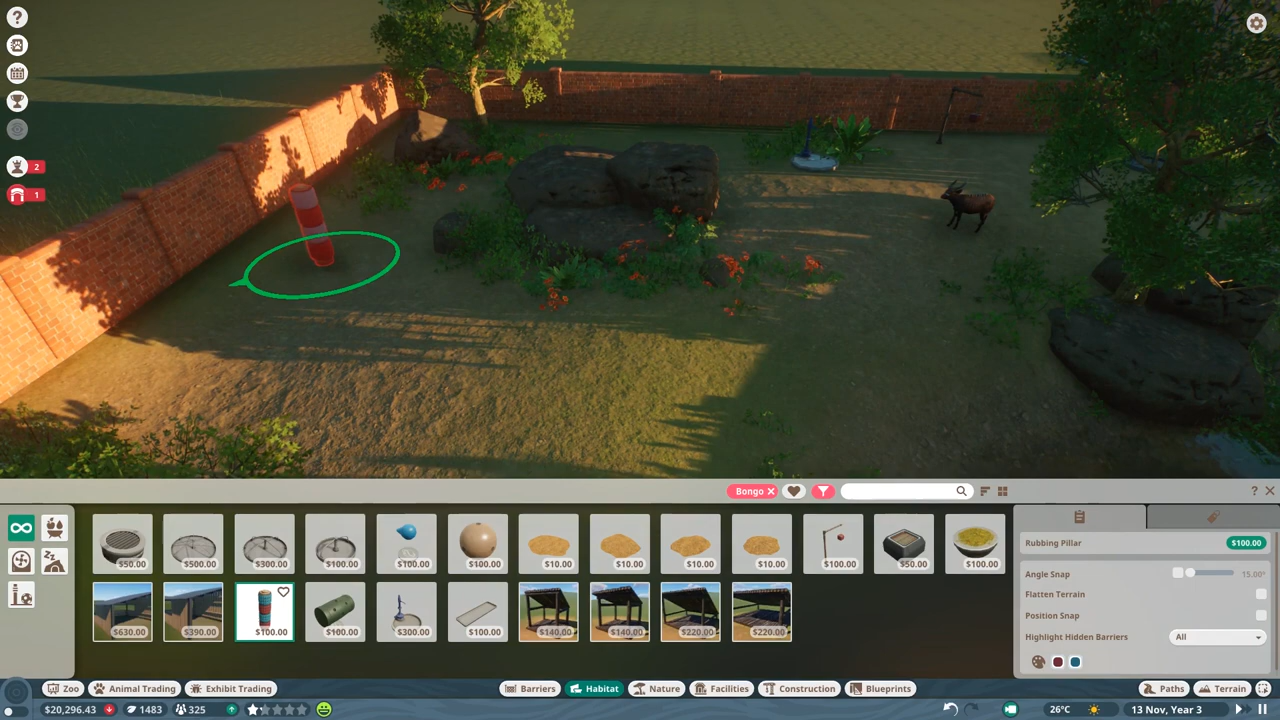 ?
2
1
Bongo ×
? ×
$50.00
$500.00
$300.00
$100.00
$100.00
$100.00
$10.00
$10.00
$10.00
$10.00
$100.00
$50.00
$100.00
$630.00
$390.00
$100.00
$100.00
$300.00
$100.00
$140.00
$140.00
$220.00
$220.00
Rubbing Pillar
$100.00
Angle Snap
15.00°
Flatten Terrain
Position Snap
Highlight Hidden Barriers
All
Zoo
Animal Trading
Exhibit Trading
Barriers
Habitat
Nature
Facilities
Construction
Blueprints
Paths
Terrain
$20,296.43
1483
325
26°C
13 Nov, Year 3